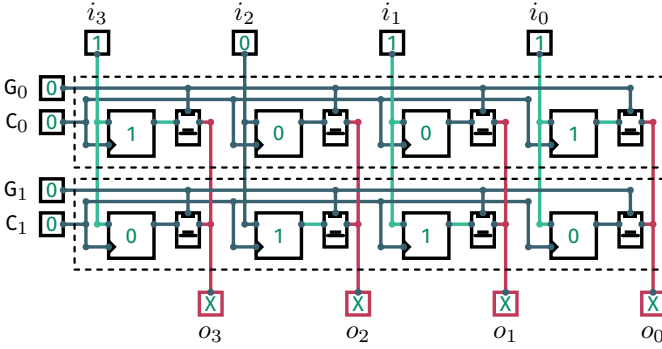 i₃ i₂ i₁ i₀
1 0 1 1
G₀ 0
C₀ 0 1 0 0 1
G₁ 0
C₁ 0 0 1 1 0
X X X X
o₃ o₂ o₁ o₀